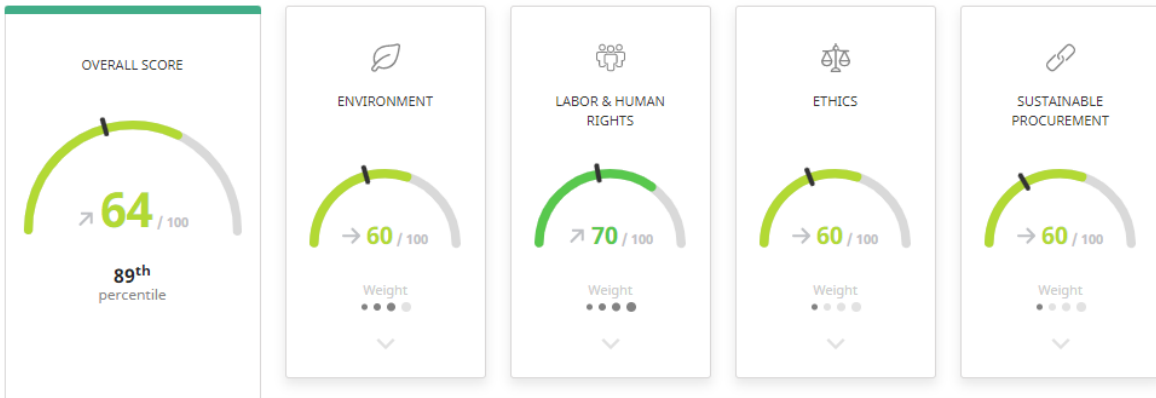 OVERALL SCORE
64 / 100
89th
percentile
ENVIRONMENT
60 / 100
Weight
LABOR & HUMAN
RIGHTS
70 / 100
Weight
ETHICS
60 / 100
Weight
SUSTAINABLE
PROCUREMENT
60 / 100
Weight